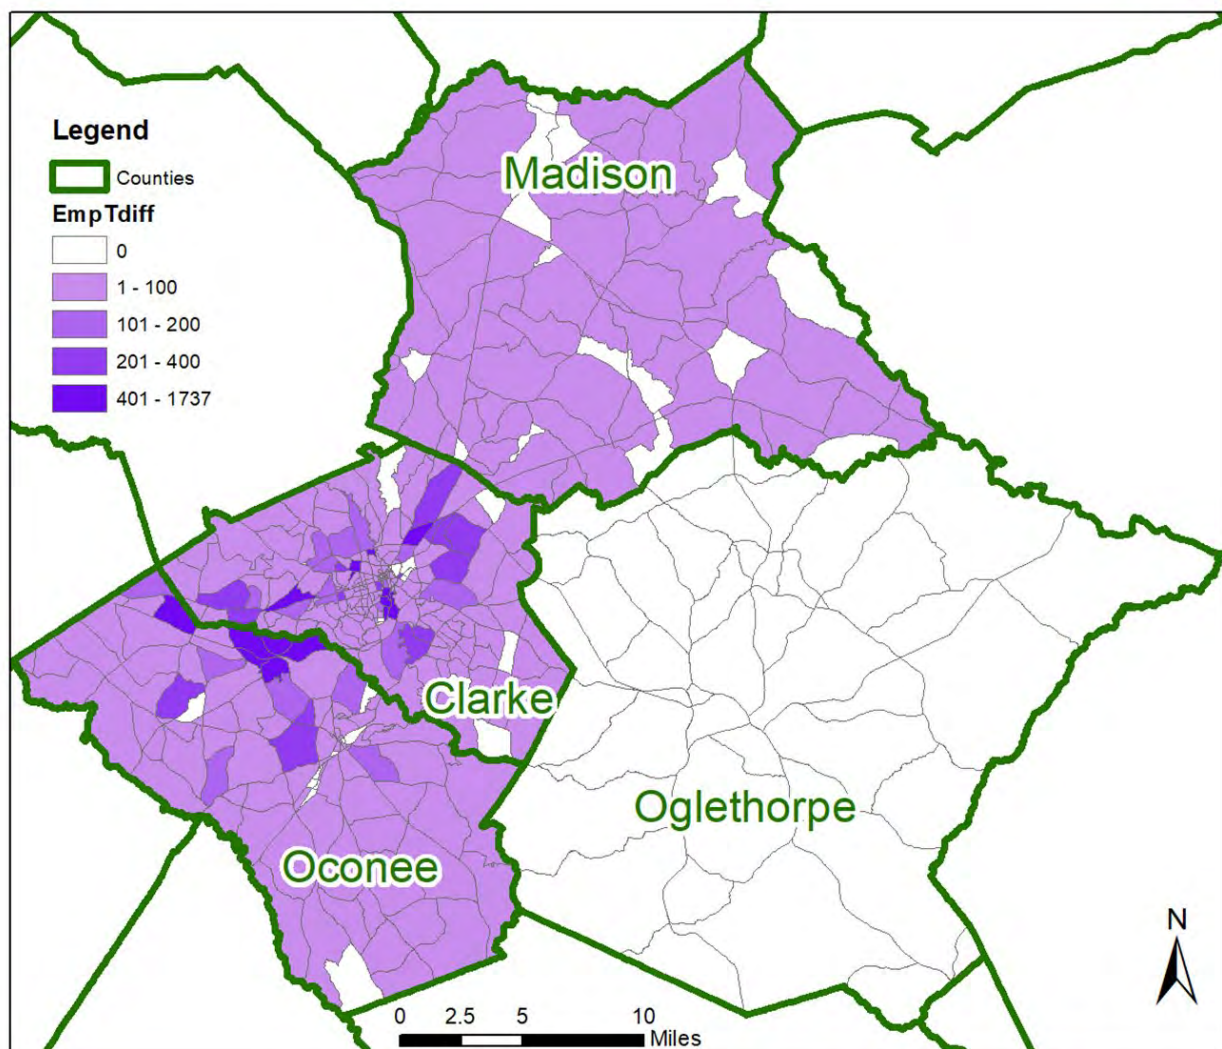 Legend
Counties
EmpTdiff
0
1 - 100
101 - 200
201 - 400
401 - 1737
Madison
Clarke
Oglethorpe
Oconee
N
0 2.5 5 10
Miles